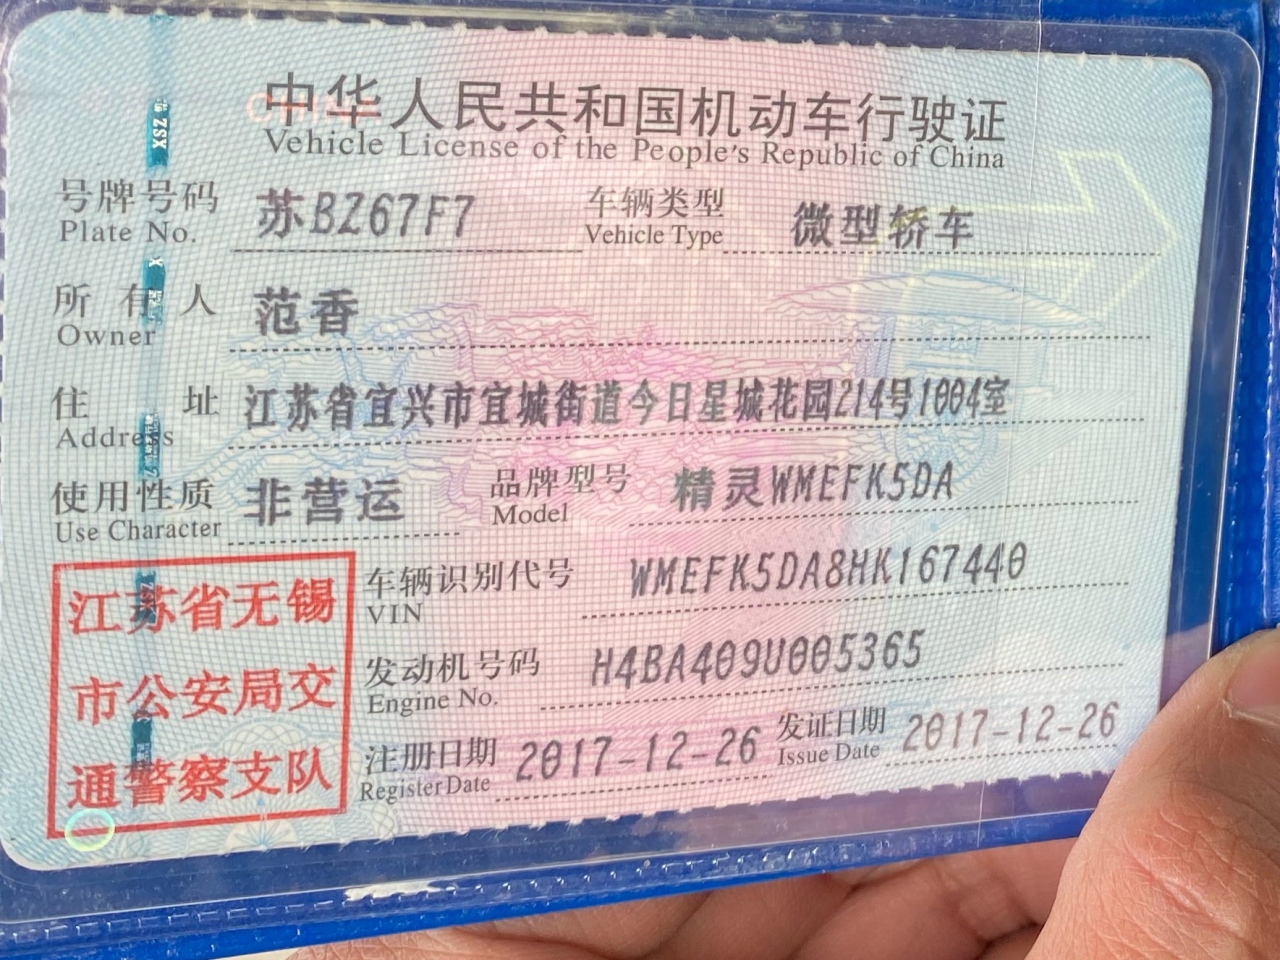 中华人民共和国机动车行驶证
Vehicle License of the People's Republic of China
号牌号码 苏BZ67F7 车辆类型 微型轿车
Plate No. Vehicle Type
所有人 范香
Owner
住址 江苏省宜兴市宜城街道今日星城花园214号1004室
Address
使用性质 非营运 品牌型号 精灵WMEFK5DA
Use Character Model
江苏省无锡
市公安局交
通警察支队
车辆识别代号 WMEFK5DA8HK167440
VIN
发动机号码 H4BA409U005365
Engine No.
注册日期 2017-12-26 发证日期 2017-12-26
Register Date Issue Date